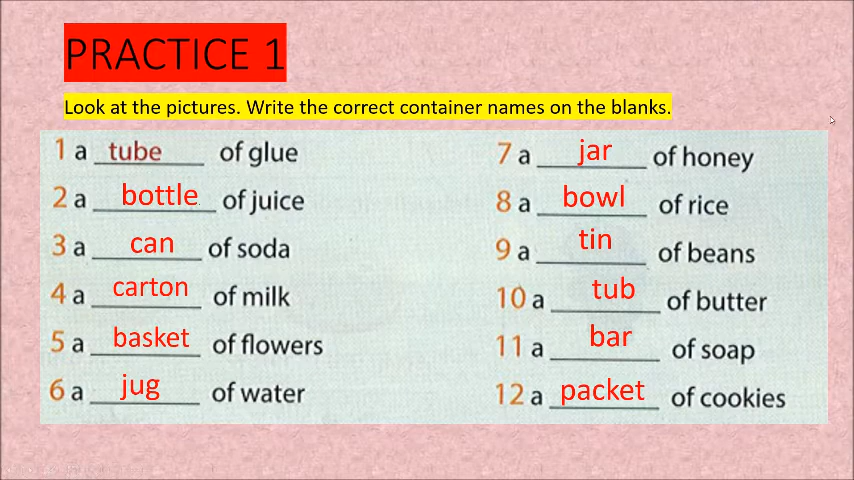 PRACTICE 1
Look at the pictures. Write the correct container names on the blanks.
1 a tube of glue
2 a bottle of juice
3 a can of soda
4 a carton of milk
5 a basket of flowers
6 a jug of water
7 a jar of honey
8 a bowl of rice
9 a tin of beans
10 a tub of butter
11 a bar of soap
12 a packet of cookies